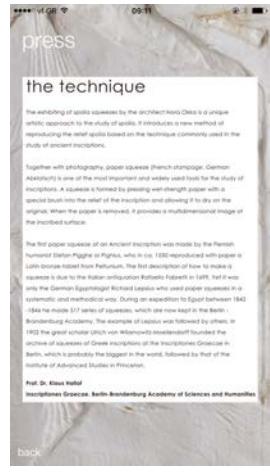 vf-GR
09:11
press
the technique
The exhibiting of spolia squeezes by the architect Nora Okka is a unique
artistic approach to the study of spolia. It introduces a new method of
reproducing the relief spolia based on the technique commonly used in the
study of ancient inscriptions.
Together with photography, paper squeeze (French stampage, German
Abklatsch) is one of the most important and widely used tools for the study of
inscriptions. A squeeze is formed by pressing wet-strength paper with a
special brush into the relief of the inscription and allowing it to dry on the
original. When the paper is removed, it provides a multidimensional image of
the inscribed surface.
The first paper squeeze of an Ancient Inscription was made by the Flemish
humanist Stefan Pigghe or Pighius, who in ca. 1550 reproduced with paper a
Latin bronze tablet from Petturium. The first description of how to make a
squeeze is due to the Italian antiquarian Raffaello Fabretti in 1699. Yet it was
only the German Egyptologist Richard Lepsius who used paper squeezes in a
systematic and methodical way. During an expedition to Egypt between 1842
-1846 he made 517 series of squeezes, which are now kept in the Berlin -
Brandenburg Academy. The example of Lepsius was followed by others. In
1902 the great scholar Ulrich von Wilamowitz-Moellendorff founded the
archive of squeezes of Greek inscriptions at the Inscriptiones Graecae in
Berlin, which is probably the biggest in the world, followed by that of the
Institute of Advanced Studies in Princeton.
Prof. Dr. Klaus Hallof
Inscriptiones Graecae. Berlin-Brandenburg Academy of Sciences and Humanities
back